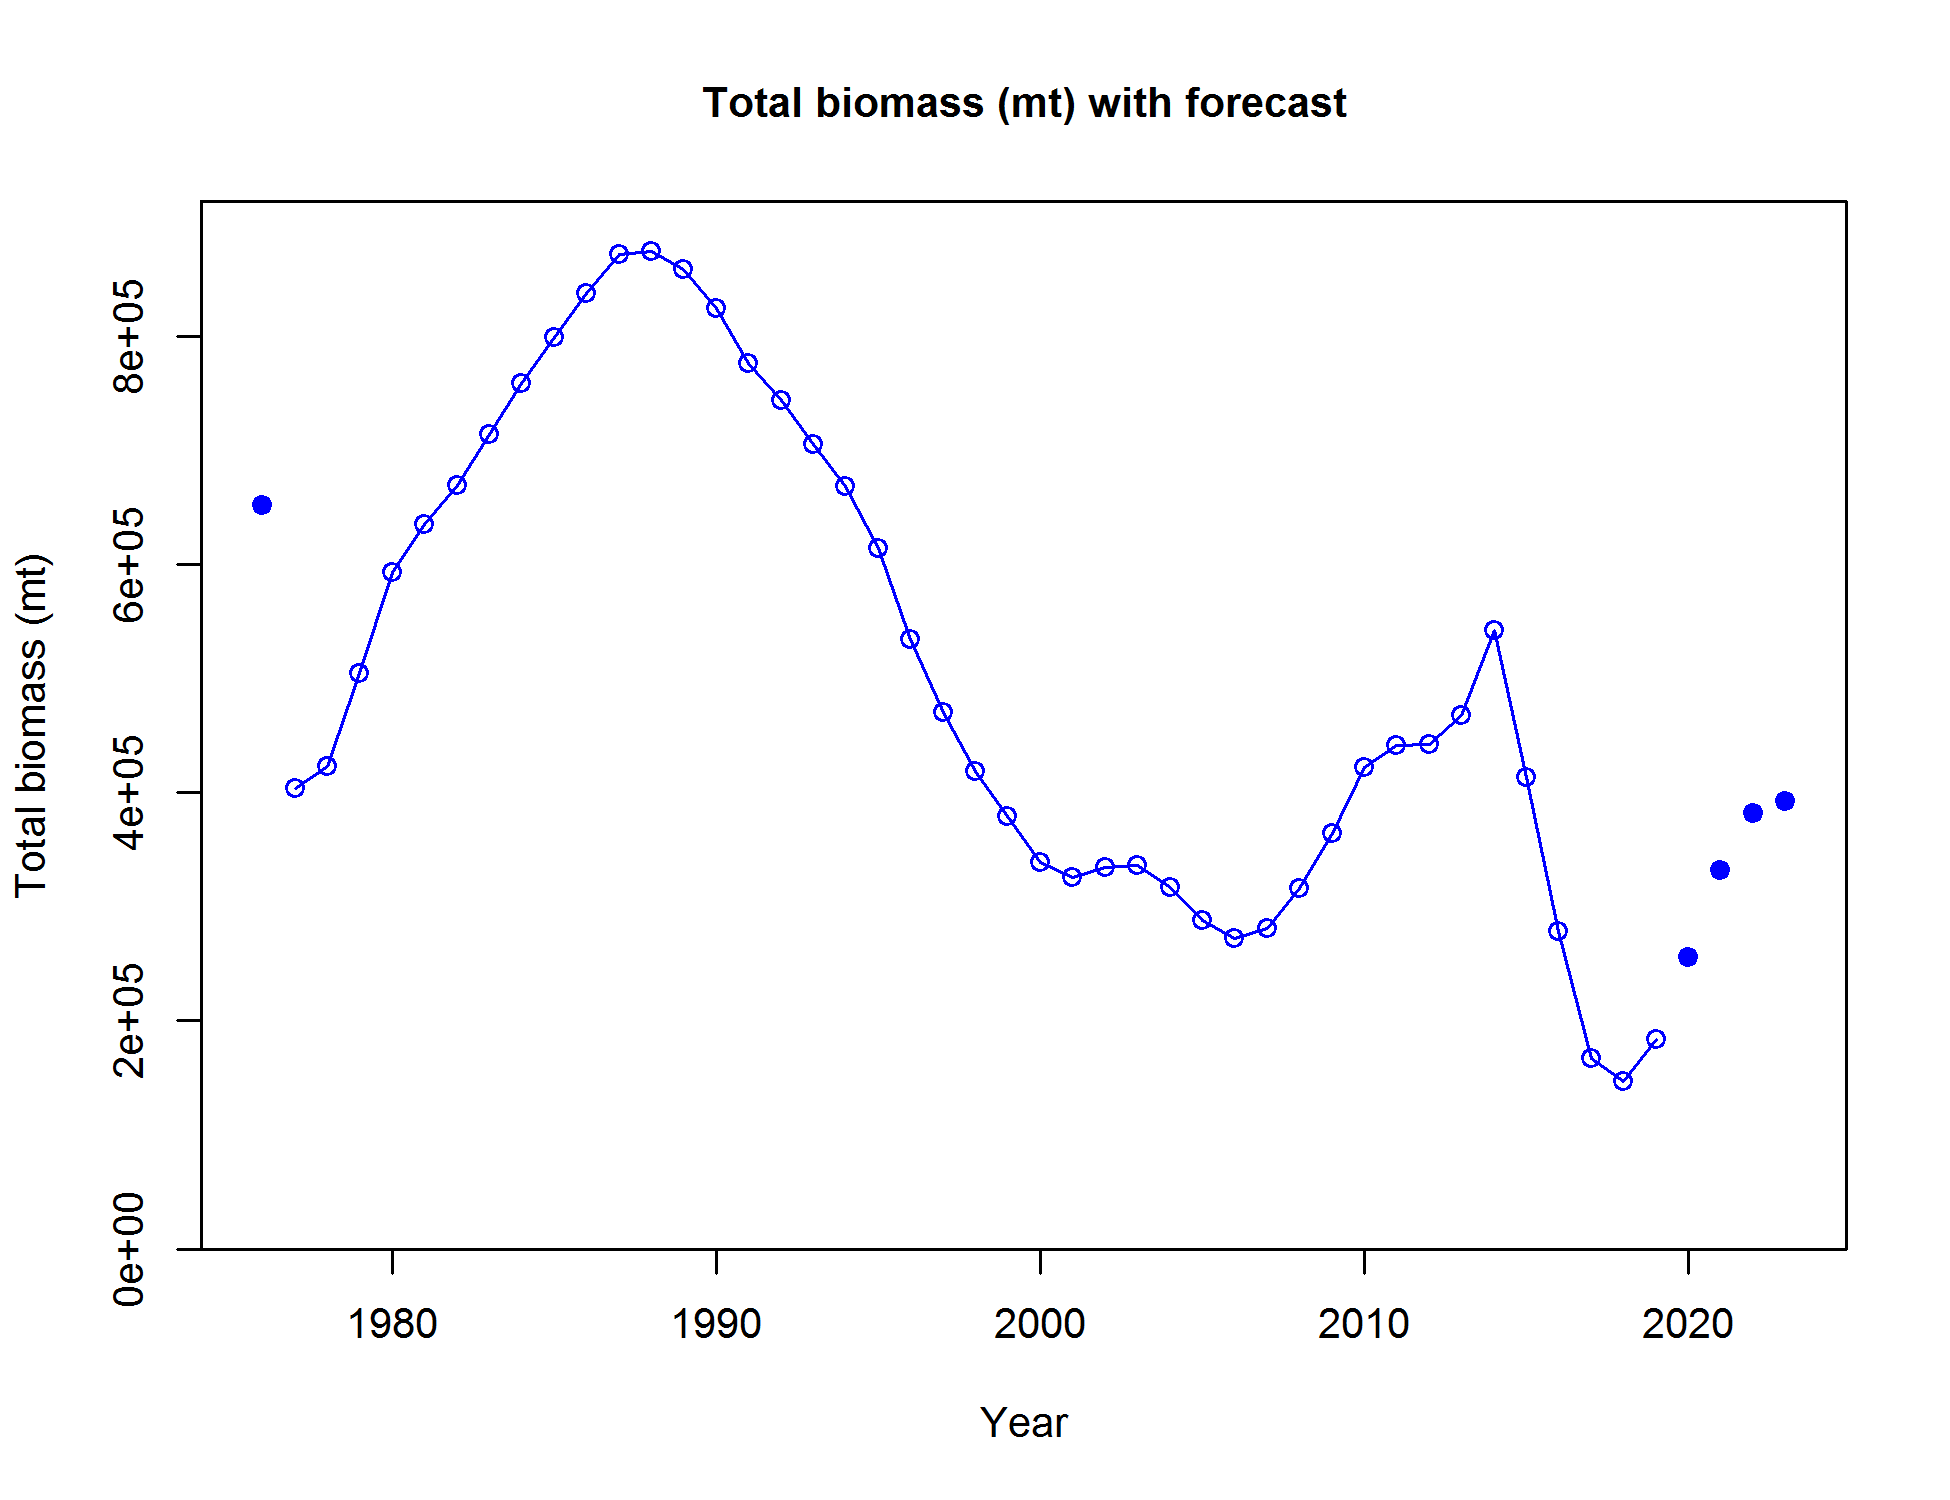 Total biomass (mt) with forecast
Total biomass (mt)
8e+05
6e+05
4e+05
2e+05
0e+00
1980 1990 2000 2010 2020
Year